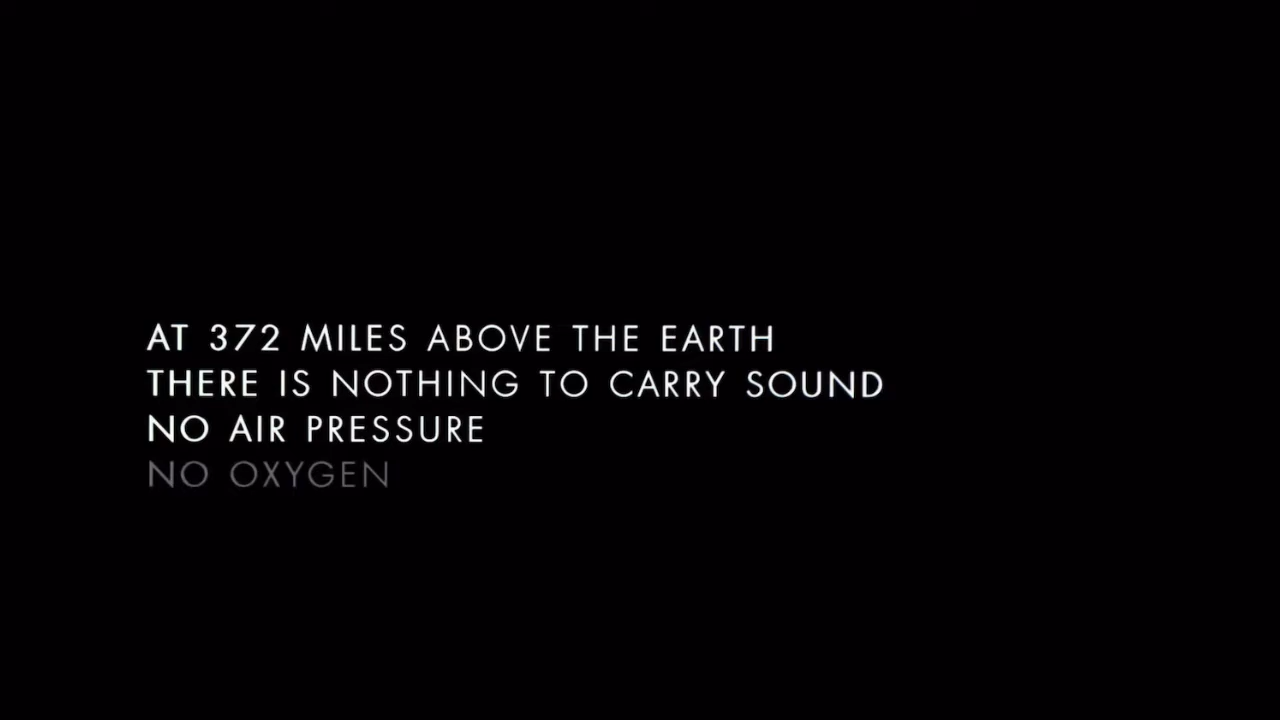 AT 372 MILES ABOVE THE EARTH
THERE IS NOTHING TO CARRY SOUND
NO AIR PRESSURE
NO OXYGEN